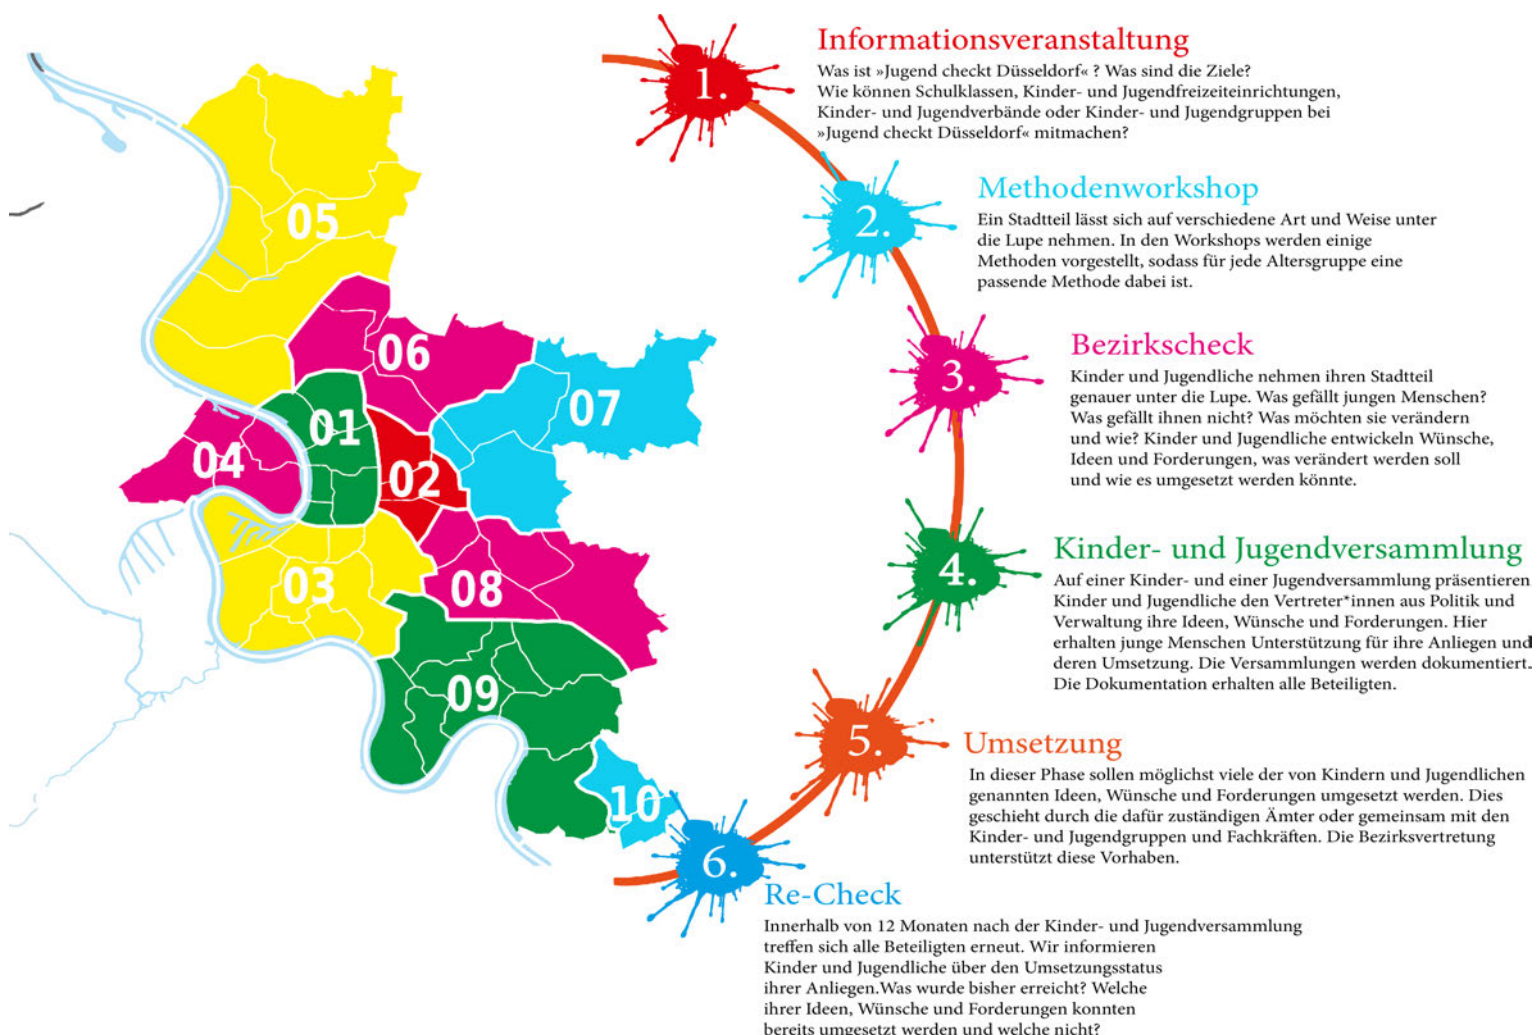 05
06
07
01
04
02
03
08
09
10
1.
Informationsveranstaltung
Was ist »Jugend checkt Düsseldorf« ? Was sind die Ziele?
Wie können Schulklassen, Kinder- und Jugendfreizeiteinrichtungen,
Kinder- und Jugendverbände oder Kinder- und Jugendgruppen bei
»Jugend checkt Düsseldorf« mitmachen?
2.
Methodenworkshop
Ein Stadtteil lässt sich auf verschiedene Art und Weise unter
die Lupe nehmen. In den Workshops werden einige
Methoden vorgestellt, sodass für jede Altersgruppe eine
passende Methode dabei ist.
3.
Bezirkscheck
Kinder und Jugendliche nehmen ihren Stadtteil
genauer unter die Lupe. Was gefällt jungen Menschen?
Was gefällt ihnen nicht? Was möchten sie verändern
und wie? Kinder und Jugendliche entwickeln Wünsche,
Ideen und Forderungen, was verändert werden soll
und wie es umgesetzt werden könnte.
4.
Kinder- und Jugendversammlung
Auf einer Kinder- und einer Jugendversammlung präsentieren
Kinder und Jugendliche den Vertreter*innen aus Politik und
Verwaltung ihre Ideen, Wünsche und Forderungen. Hier
erhalten junge Menschen Unterstützung für ihre Anliegen und
deren Umsetzung. Die Versammlungen werden dokumentiert.
Die Dokumentation erhalten alle Beteiligten.
5.
Umsetzung
In dieser Phase sollen möglichst viele der von Kindern und Jugendlichen
genannten Ideen, Wünsche und Forderungen umgesetzt werden. Dies
geschieht durch die dafür zuständigen Ämter oder gemeinsam mit den
Kinder- und Jugendgruppen und Fachkräften. Die Bezirksvertretung
unterstützt diese Vorhaben.
6.
Re-Check
Innerhalb von 12 Monaten nach der Kinder- und Jugendversammlung
treffen sich alle Beteiligten erneut. Wir informieren
Kinder und Jugendliche über den Umsetzungsstatus
ihrer Anliegen.Was wurde bisher erreicht? Welche
ihrer Ideen, Wünsche und Forderungen konnten
bereits umgesetzt werden und welche nicht?